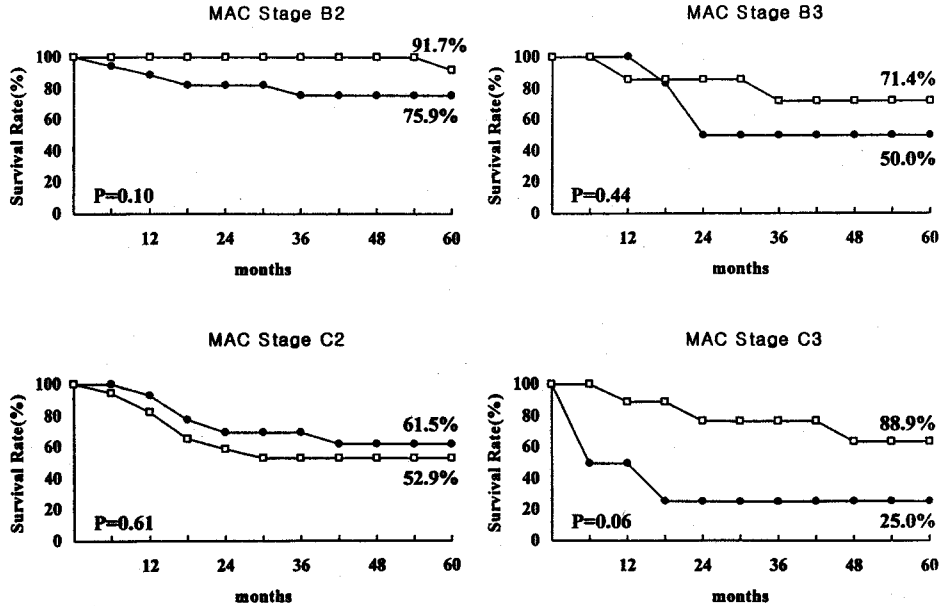 MAC Stage B2
Survival Rate(%)
100
80
60
40
20
0
91.7%
75.9%
P=0.10
12 24 36 48 60
months
MAC Stage B3
Survival Rate(%)
100
80
60
40
20
0
71.4%
50.0%
P=0.44
12 24 36 48 60
months
MAC Stage C2
Survival Rate(%)
100
80
60
40
20
0
61.5%
52.9%
P=0.61
12 24 36 48 60
months
MAC Stage C3
Survival Rate(%)
100
80
60
40
20
0
88.9%
25.0%
P=0.06
12 24 36 48 60
months